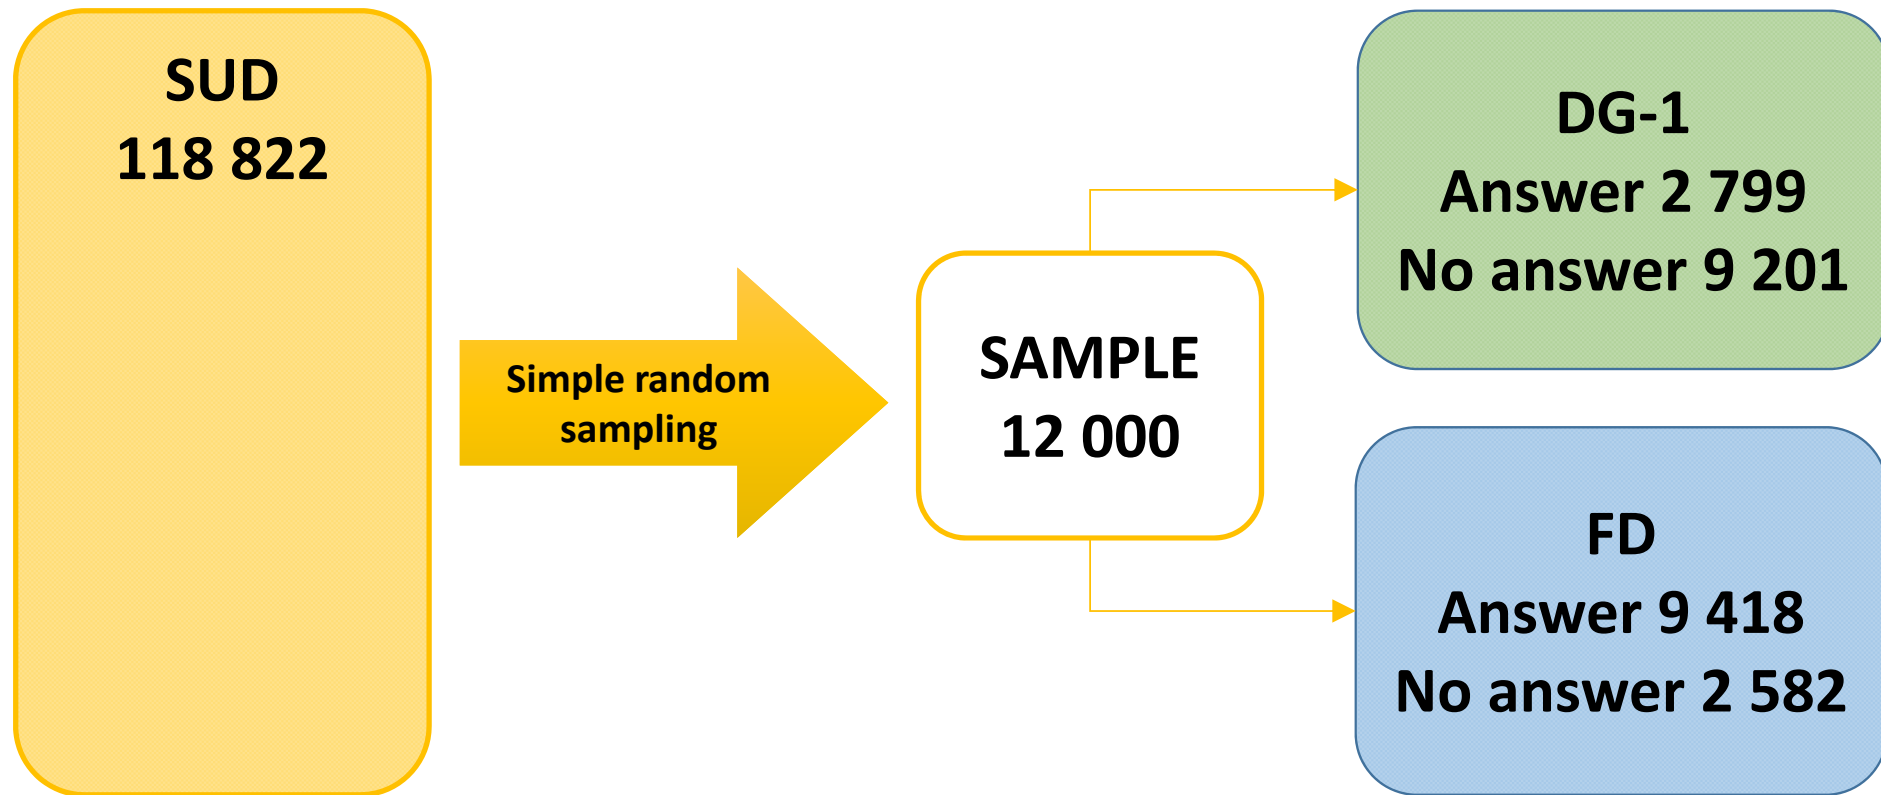 SUD
118 822
Simple random
sampling
SAMPLE
12 000
DG-1
Answer 2 799
No answer 9 201
FD
Answer 9 418
No answer 2 582